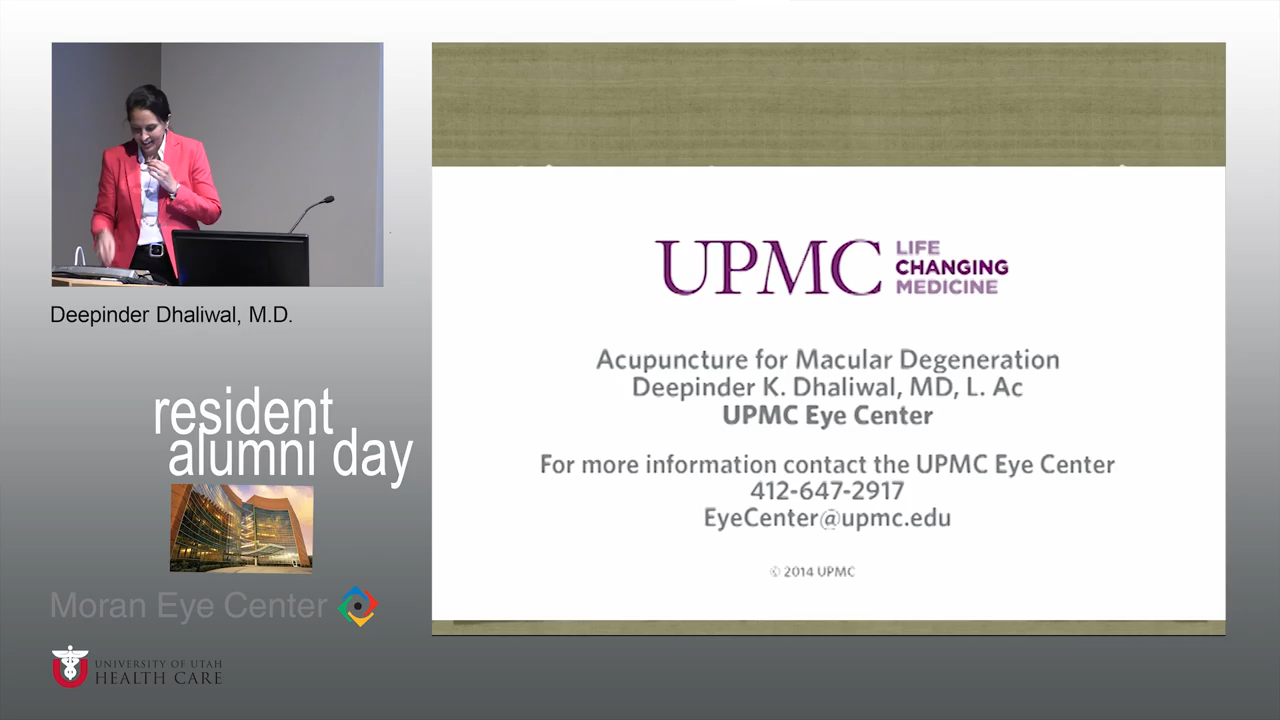 Deepinder Dhaliwal, M.D.
resident
alumni day
Moran Eye Center
UNIVERSITY OF UTAH
HEALTH CARE
UPMC LIFE
CHANGING
MEDICINE
Acupuncture for Macular Degeneration
Deepinder K. Dhaliwal, MD, L. Ac
UPMC Eye Center
For more information contact the UPMC Eye Center
412-647-2917
EyeCenter@upmc.edu
© 2014 UPMC